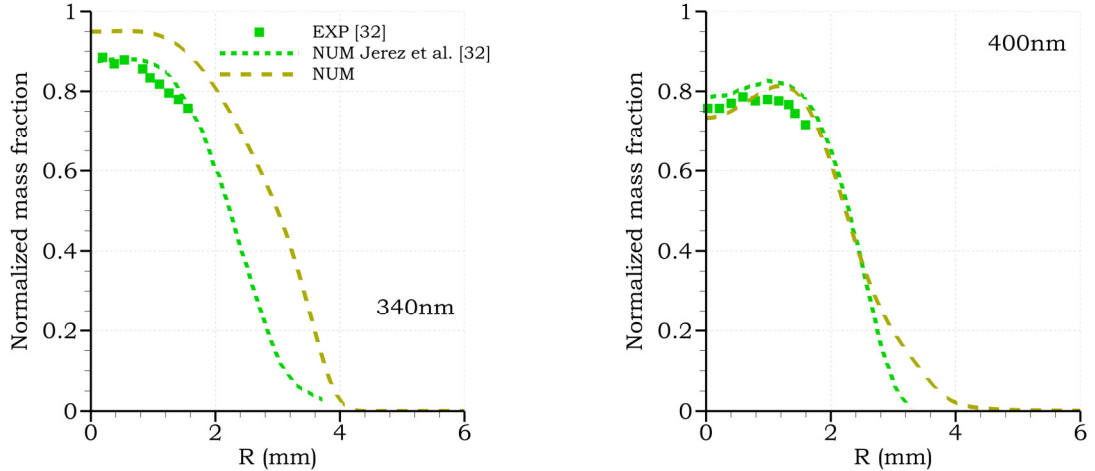 1
0.8
0.6
0.4
0.2
0
0
2
4
6
R (mm)
Normalized mass fraction
EXP [32]
NUM Jerez et al. [32]
NUM
340nm
1
0.8
0.6
0.4
0.2
0
0
2
4
6
R (mm)
Normalized mass fraction
400nm